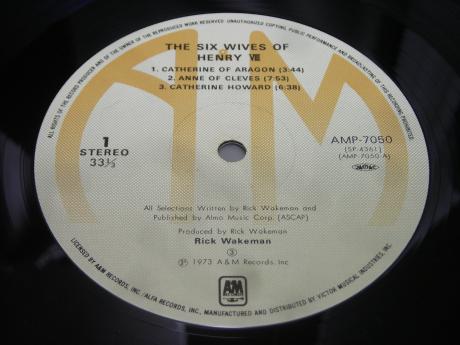 ALL RIGHTS OF THE RECORD PRODUCER AND OF THE OWNER OF THE RECORDED WORK RESERVED. UNAUTHORIZED COPYING, PUBLIC PERFORMANCE AND BROADCASTING OF THIS RECORD PROHIBITED.
THE SIX WIVES OF
HENRY VIII
1. CATHERINE OF ARAGON (3:44)
2. ANNE OF CLEVES (7:53)
3. CATHERINE HOWARD (6:38)
1
STEREO
33⅓
AMP-7050
(SP-4361)
(AMP-7050-A)
All Selections Written by Rick Wakeman and
Published by Almo Music Corp. (ASCAP)
Produced by Rick Wakeman
Rick Wakeman
③
Ⓟ 1973 A&M Records, Inc
A&M
RECORDS
LICENSED BY A&M RECORDS, INC./ALFA RECORDS, INC., MANUFACTURED AND DISTRIBUTED BY VICTOR MUSICAL INDUSTRIES, INC.